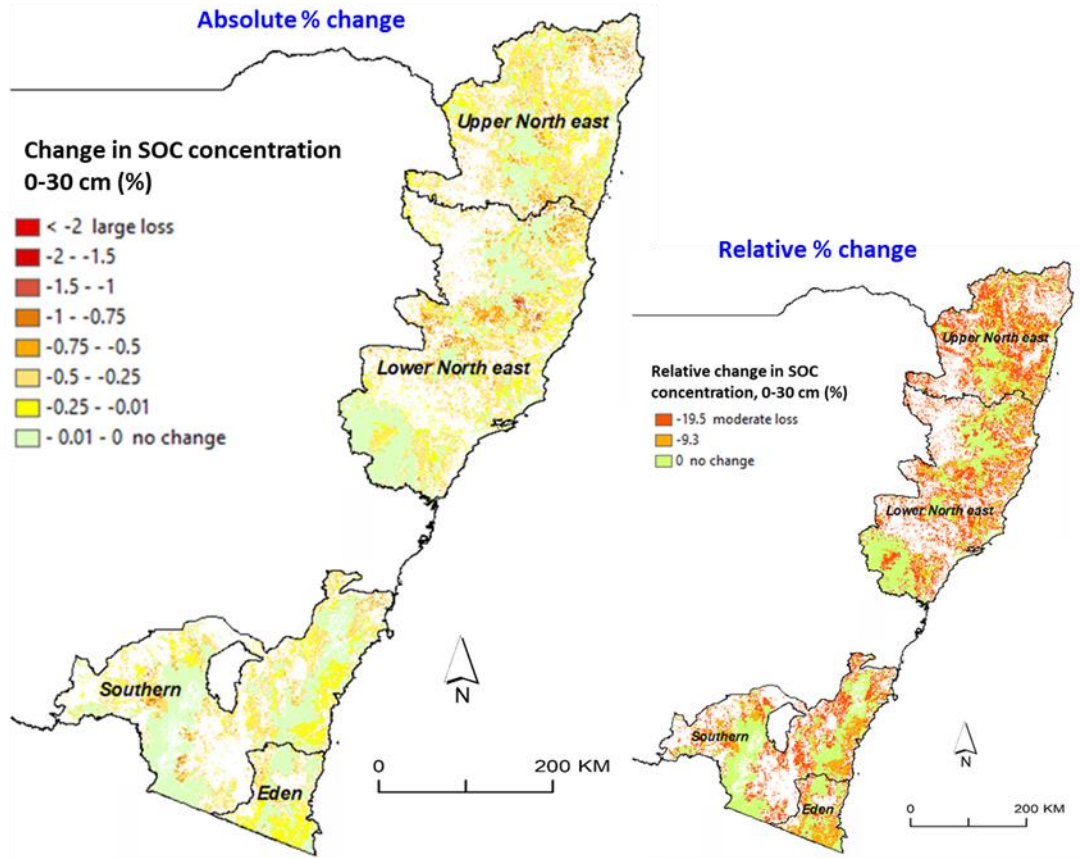 Absolute % change
Upper North east
Change in SOC concentration
0-30 cm (%)
< -2 large loss
-2 - -1.5
-1.5 - -1
-1 - -0.75
-0.75 - -0.5
-0.5 - -0.25
-0.25 - -0.01
- 0.01 - 0 no change
Lower North east
Southern
Eden
N
0 200 KM
Relative % change
Upper North east
Relative change in SOC
concentration, 0-30 cm (%)
-19.5 moderate loss
-9.3
0 no change
Lower North east
Southern
Eden
N
0 200 KM